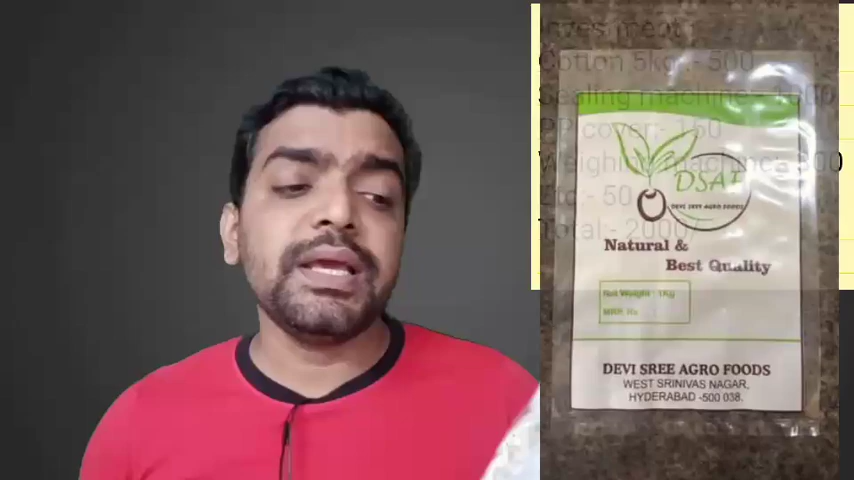 Investment
Cotton 5kg :- 500
Sealing machine:- 1000
PP cover:- 150
Weighing machine:- 300
Etc:- 50
Total:- 2000/-
DSAF
DEVI SREE AGRO FOODS
Natural &
Best Quality
Net Weight : 1Kg
MRP. Rs
DEVI SREE AGRO FOODS
WEST SRINIVAS NAGAR,
HYDERABAD -500 038.